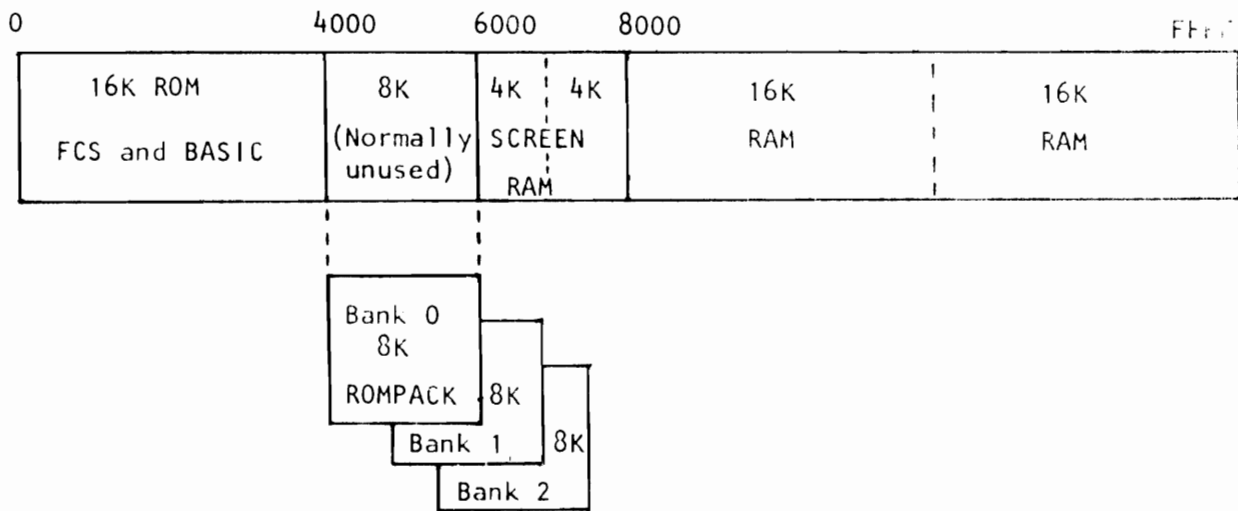 0 4000 6000 8000
16K ROM
FCS and BASIC
8K
(Normally
unused)
4K 4K
SCREEN
RAM
16K
RAM
16K
RAM
Bank 0
8K
ROMPACK
8K
Bank 1
8K
Bank 2